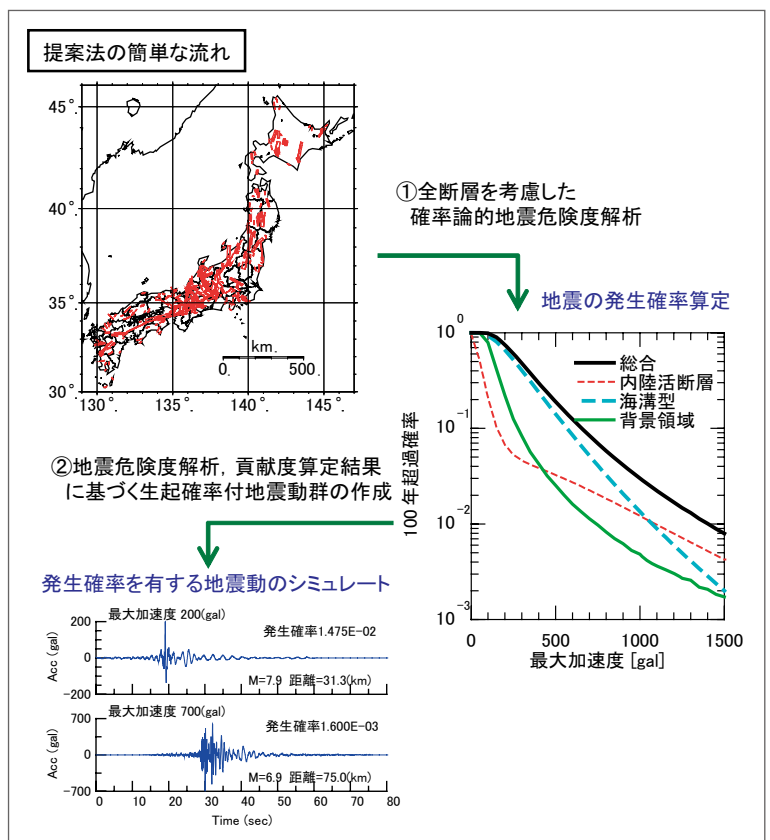 提案法の簡単な流れ
45°
40°
35°
30°
130°
135°
140°
145°
km.
0 500.
①全断層を考慮した
確率論的地震危険度解析
地震の発生確率算定
100年超過確率
10⁰
10⁻¹
10⁻²
10⁻³
総合
内陸活断層
海溝型
背景領域
0 500 1000 1500
最大加速度 [gal]
②地震危険度解析，貢献度算定結果
に基づく生起確率付地震動群の作成
発生確率を有する地震動のシミュレート
最大加速度 200(gal)
発生確率1.475E-02
M=7.9 距離=31.3(km)
Acc (gal)
200
0
-200
最大加速度 700(gal)
発生確率1.600E-03
M=6.9 距離=75.0(km)
Acc (gal)
700
0
-700
0 10 20 30 40 50 60 70 80
Time (sec)